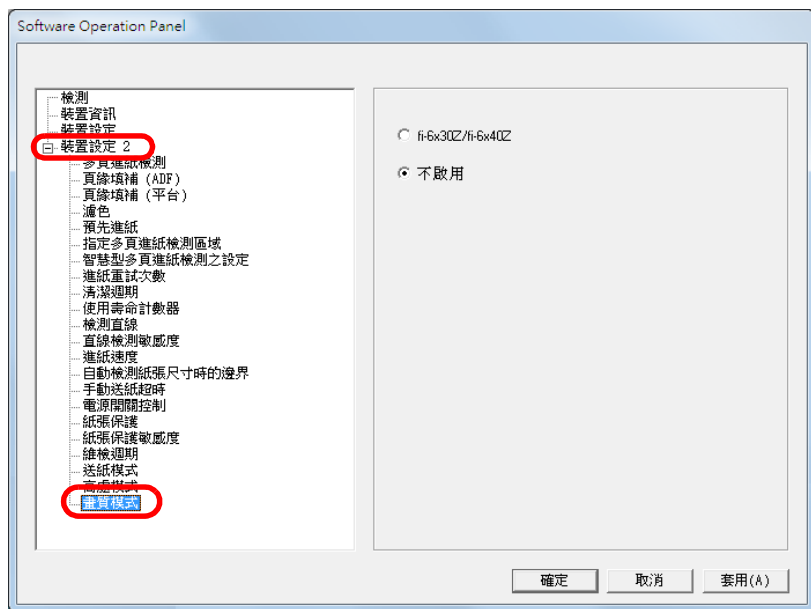 Software Operation Panel
檢測
裝置資訊
裝置設定
裝置設定 2
多頁進紙檢測
頁緣填補 (ADF)
頁緣填補 (平台)
濾色
預先進紙
指定多頁進紙檢測區域
智慧型多頁進紙檢測之設定
進紙重試次數
清潔週期
使用壽命計數器
檢測直線
直線檢測敏感度
進紙速度
自動檢測紙張尺寸時的邊界
手動送紙超時
電源開關控制
紙張保護
紙張保護敏感度
維檢週期
送紙模式
高處模式
畫質模式
fi-6x30Z/fi-6x40Z
不啟用
確定
取消
套用(A)